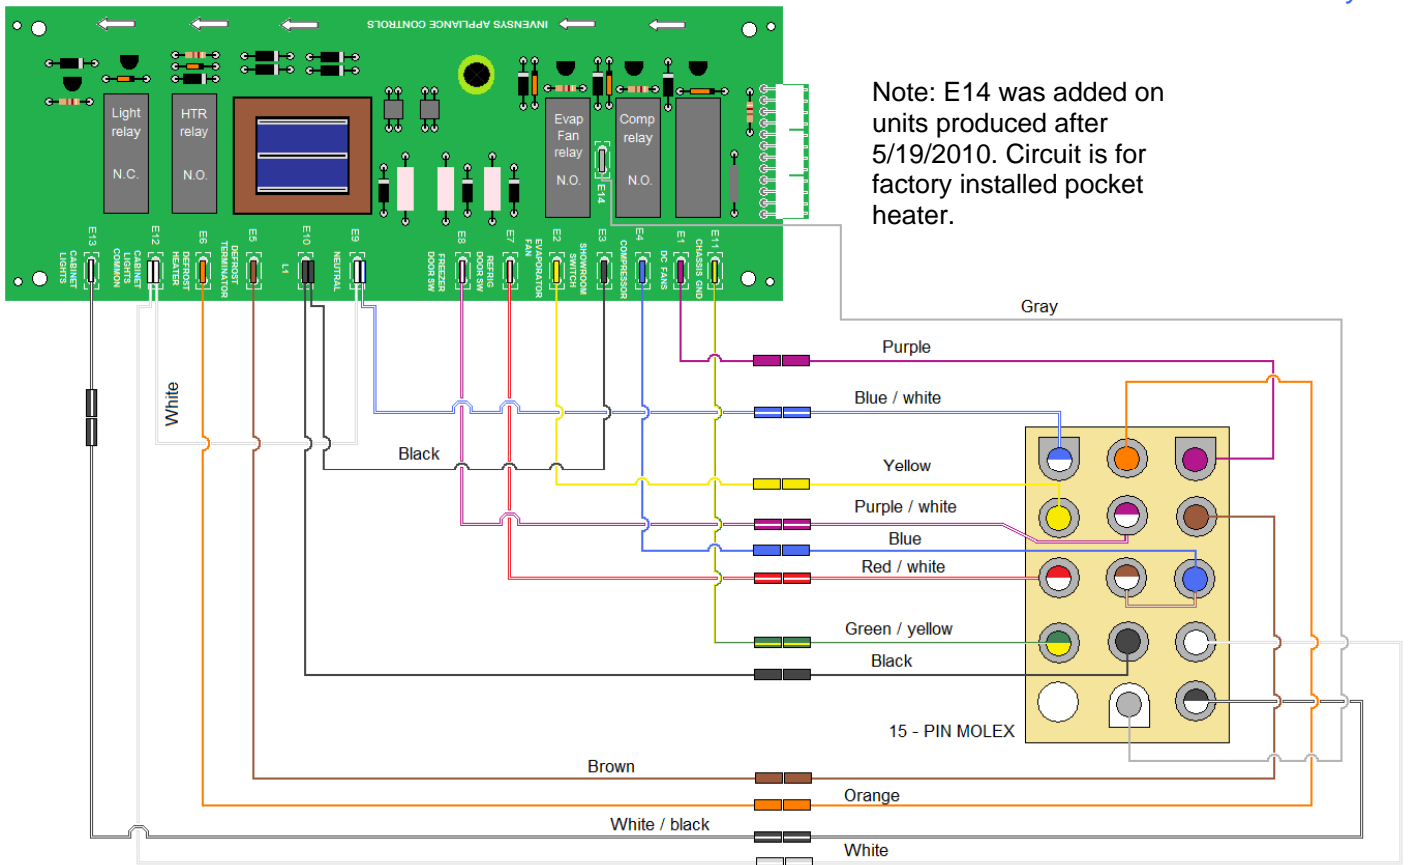 INVENSYS APPLIANCE CONTROLS
Light
relay
N.C.
HTR
relay
N.O.
Evap
Fan
relay
N.O.
Comp
relay
N.O.
E14
E13
CABINET
LIGHTS
E12
CABINET
LIGHTS
COMMON
E6
DEFROST
HEATER
E5
DEFROST
TERMINATOR
E10
L1
E9
NEUTRAL
E8
FREEZER
DOOR SW
E7
REFRIG
DOOR SW
E2
EVAPORATOR
FAN
E3
SHOWROOM
SWITCH
E4
COMPRESSOR
E1
DC FANS
E11
CHASSIS GND
Note: E14 was added on
units produced after
5/19/2010. Circuit is for
factory installed pocket
heater.
Gray
Purple
Blue / white
White
Black
Yellow
Purple / white
Blue
Red / white
Green / yellow
Black
15 - PIN MOLEX
Brown
Orange
White / black
White